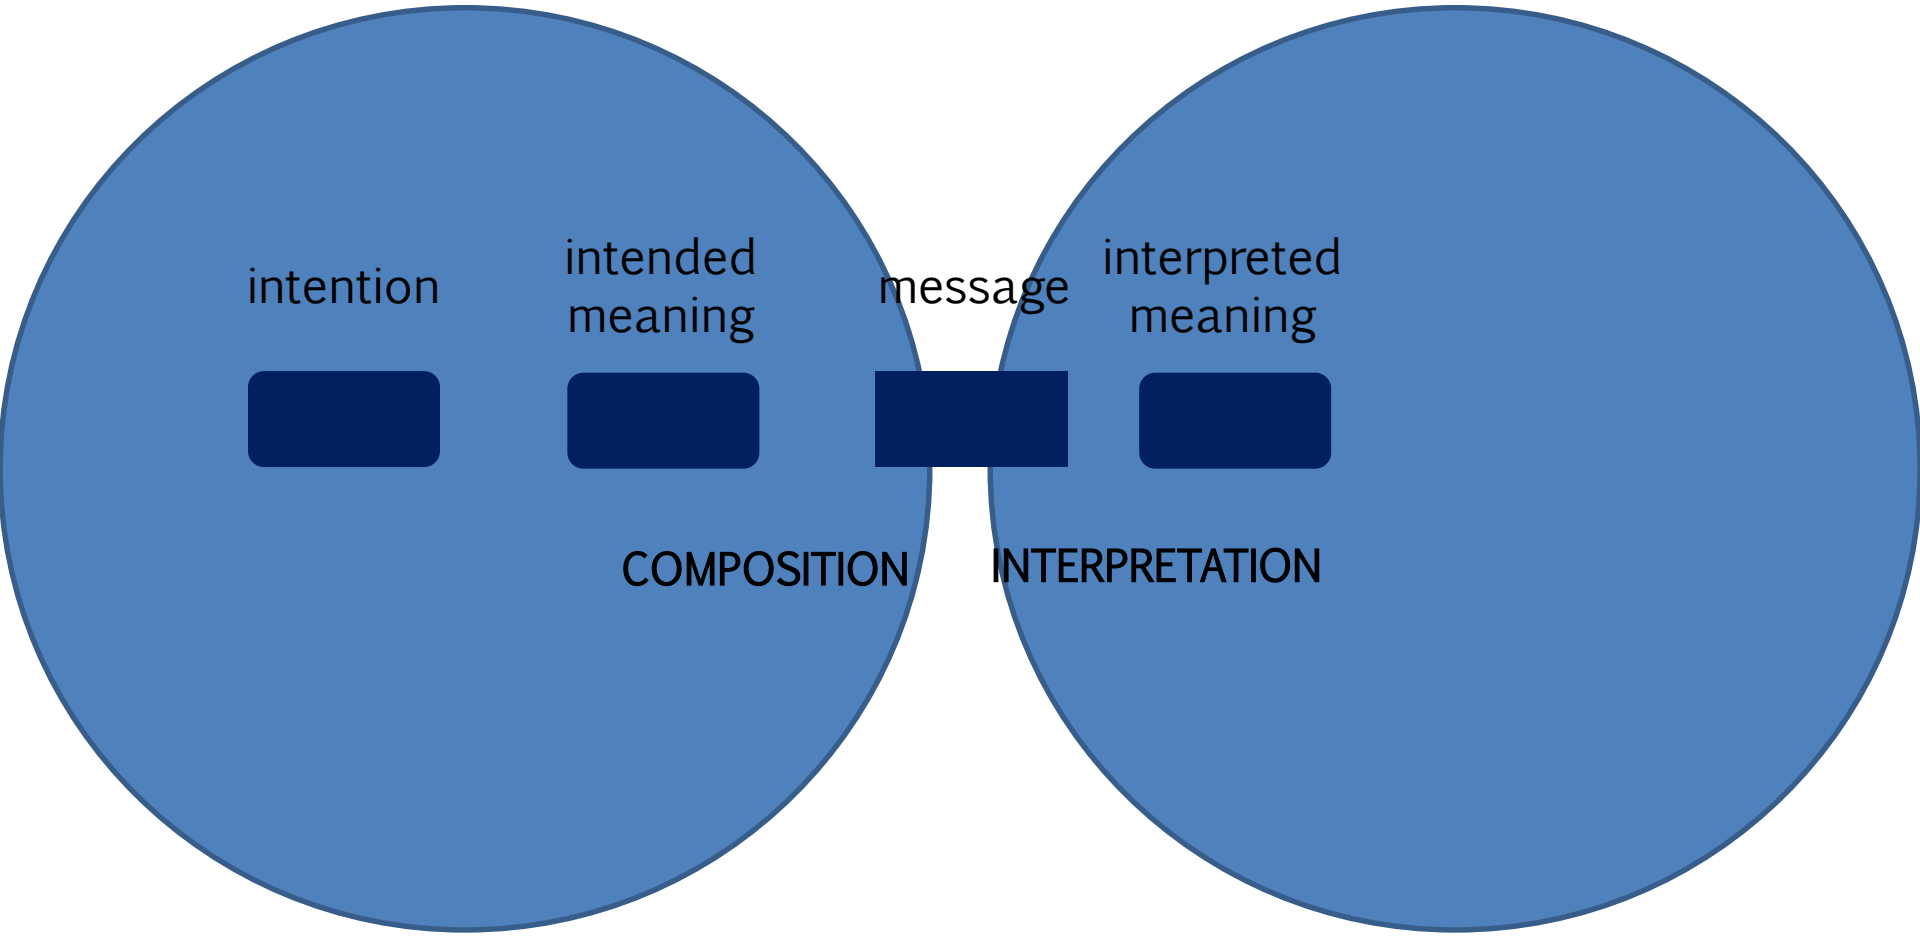 intention
intended
meaning
message
interpreted
meaning
COMPOSITION
INTERPRETATION